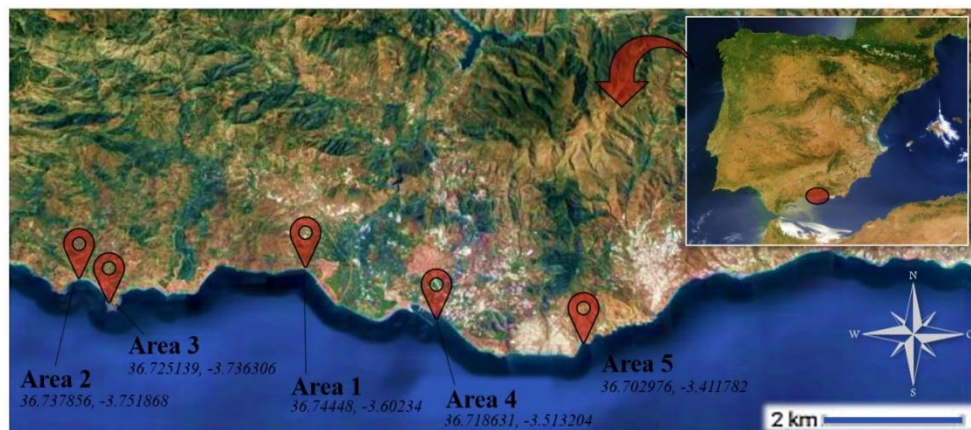 Area 3
36.725139, -3.736306
Area 2
36.737856, -3.751868
Area 1
36.74448, -3.60234
Area 4
36.718631, -3.513204
Area 5
36.702976, -3.411782
N
W
S
2 km